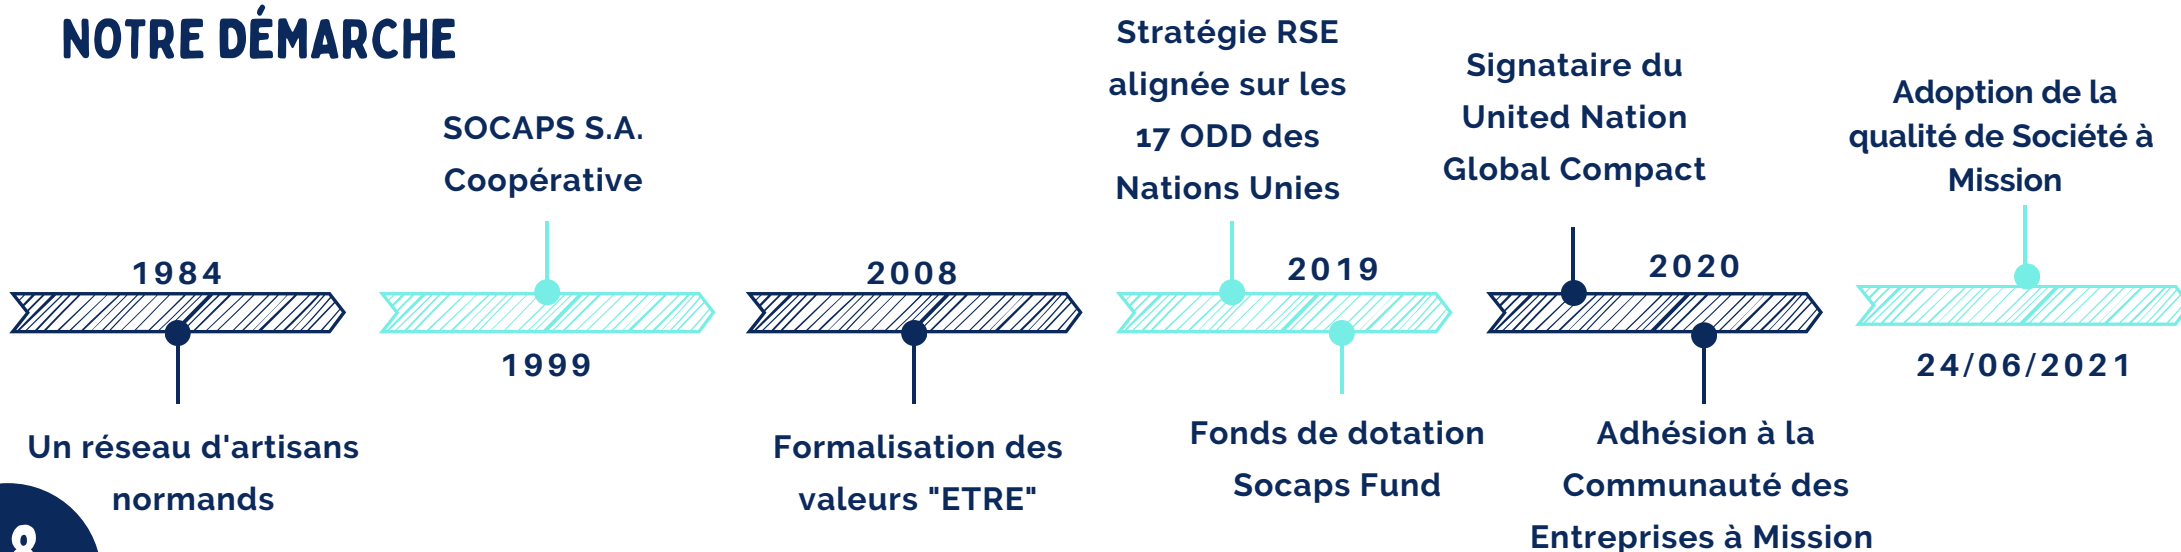 NOTRE DÉMARCHE
1984
Un réseau d'artisans
normands
SOCAPS S.A.
Coopérative
1999
2008
Formalisation des
valeurs "ETRE"
Stratégie RSE
alignée sur les
17 ODD des
Nations Unies
2019
Fonds de dotation
Socaps Fund
Signataire du
United Nation
Global Compact
2020
Adhésion à la
Communauté des
Entreprises à Mission
Adoption de la
qualité de Société à
Mission
24/06/2021
8